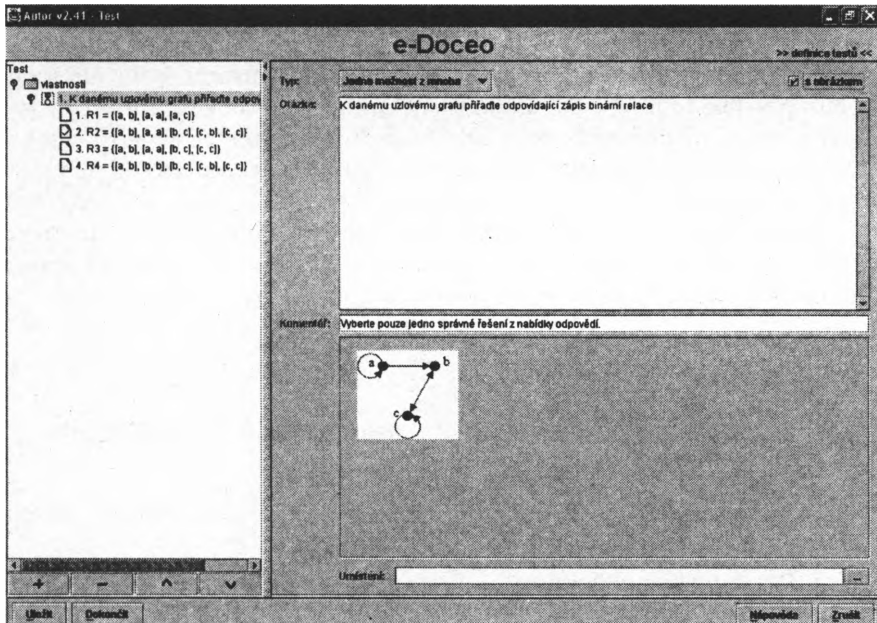 Autor v2.41 - Test
e-Doceo
>> definice testů <<
Test
vlastnosti
1. K danému uzlovému grafu přiřaďte odpov
1. R1 = {[a, b], [a, a], [a, c]}
2. R2 = {[a, b], [a, a], [b, c], [c, b], [c, c]}
3. R3 = {[a, b], [a, a], [b, c], [c, c]}
4. R4 = {[a, b], [b, b], [b, c], [c, b], [c, c]}
Typ:
Jedna možnost z mnoha
s obrázkem
Otázka:
K danému uzlovému grafu přiřaďte odpovídající zápis binární relace
Komentář:
Vyberte pouze jedno správné řešení z nabídky odpovědí.
a
b
c
Umístění:
...
+ - ^ v
Uložit
Dokončit
Nápověda
Zrušit